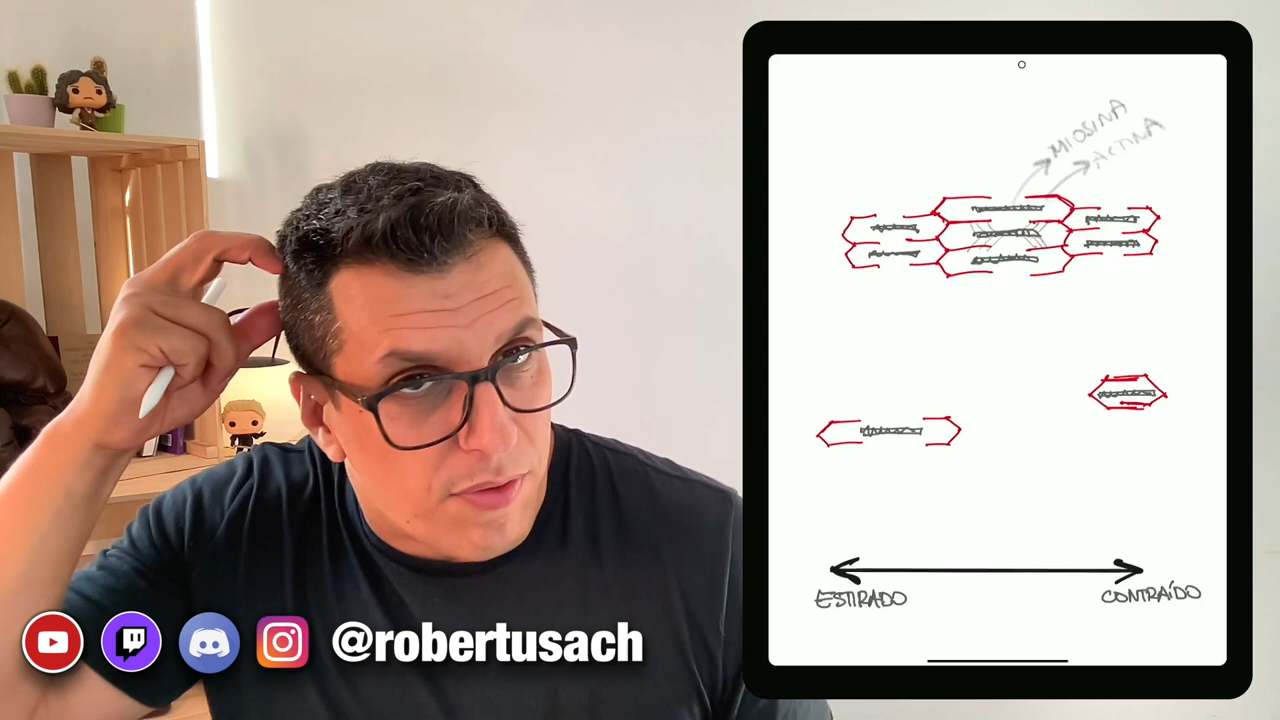 MIOSINA
ACTINA
ESTIRADO
CONTRAÍDO
@robertusach